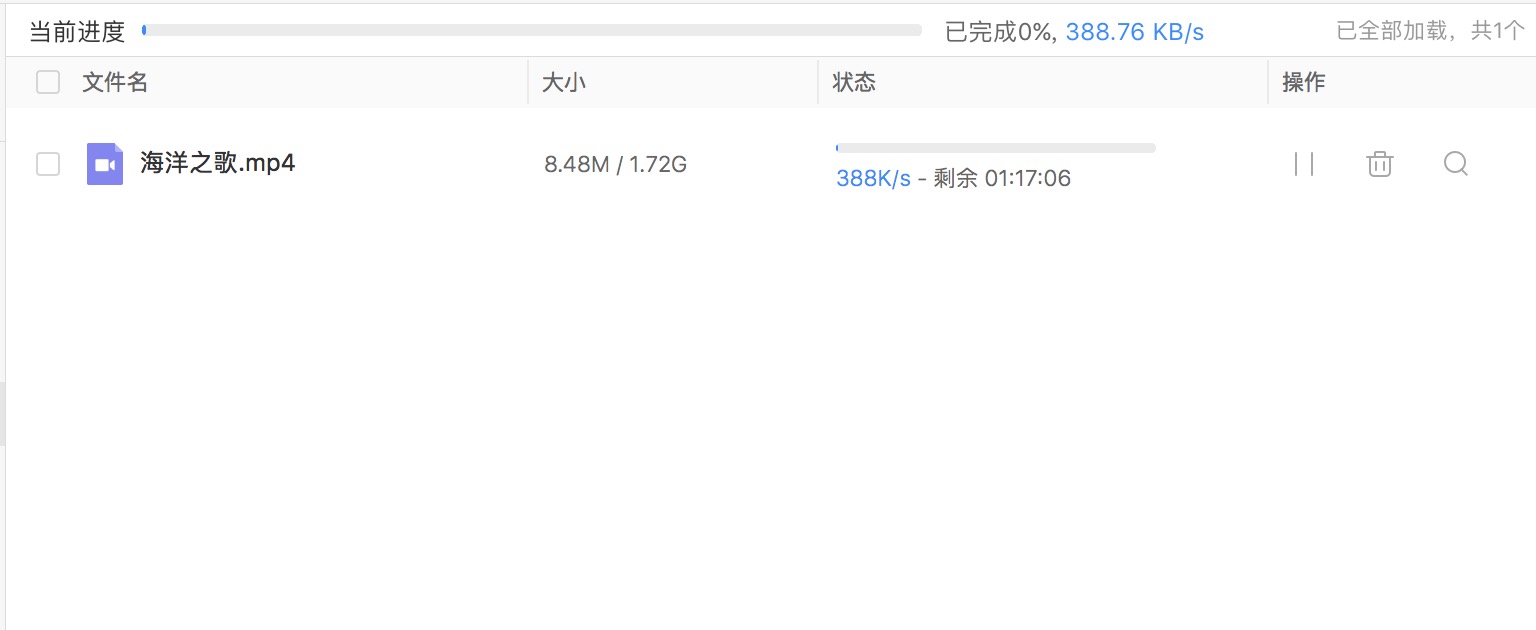 当前进度 已完成0%, 388.76 KB/s 已全部加载，共1个
文件名 大小 状态 操作
海洋之歌.mp4 8.48M / 1.72G
388K/s - 剩余 01:17:06